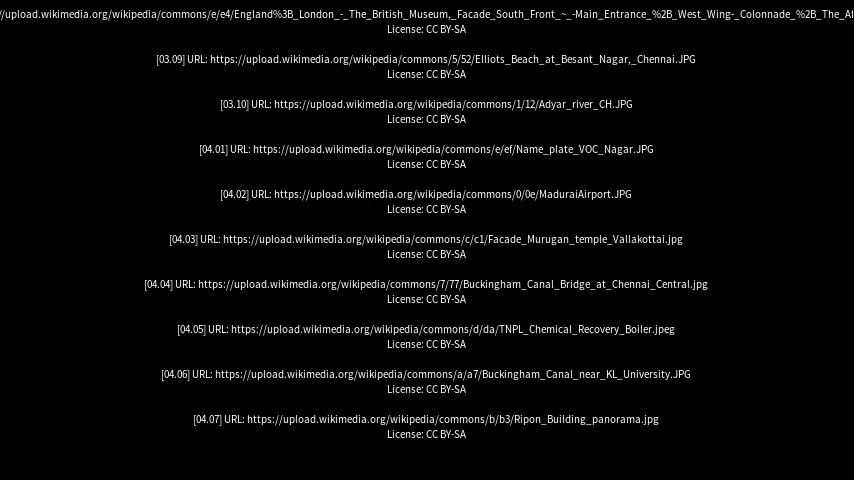 //upload.wikimedia.org/wikipedia/commons/e/e4/England%3B_London_-_The_British_Museum,_Facade_South_Front_~_-Main_Entrance_%2B_West_Wing-_Colonnade_%2B_The_At
License: CC BY-SA
[03.09] URL: https://upload.wikimedia.org/wikipedia/commons/5/52/Elliots_Beach_at_Besant_Nagar,_Chennai.JPG
License: CC BY-SA
[03.10] URL: https://upload.wikimedia.org/wikipedia/commons/1/12/Adyar_river_CH.JPG
License: CC BY-SA
[04.01] URL: https://upload.wikimedia.org/wikipedia/commons/e/ef/Name_plate_VOC_Nagar.JPG
License: CC BY-SA
[04.02] URL: https://upload.wikimedia.org/wikipedia/commons/0/0e/MaduraiAirport.JPG
License: CC BY-SA
[04.03] URL: https://upload.wikimedia.org/wikipedia/commons/c/c1/Facade_Murugan_temple_Vallakottai.jpg
License: CC BY-SA
[04.04] URL: https://upload.wikimedia.org/wikipedia/commons/7/77/Buckingham_Canal_Bridge_at_Chennai_Central.jpg
License: CC BY-SA
[04.05] URL: https://upload.wikimedia.org/wikipedia/commons/d/da/TNPL_Chemical_Recovery_Boiler.jpeg
License: CC BY-SA
[04.06] URL: https://upload.wikimedia.org/wikipedia/commons/a/a7/Buckingham_Canal_near_KL_University.JPG
License: CC BY-SA
[04.07] URL: https://upload.wikimedia.org/wikipedia/commons/b/b3/Ripon_Building_panorama.jpg
License: CC BY-SA